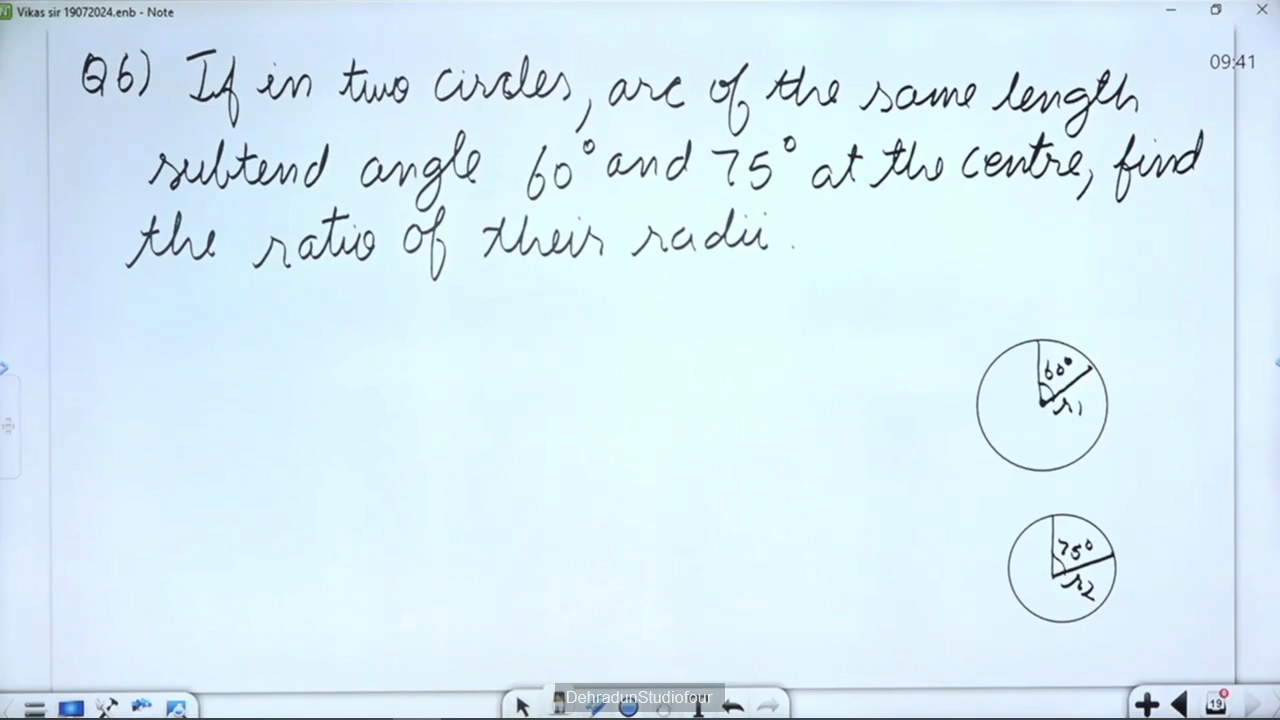 Vikas sir 19072024.enb - Note
09:41
Q6) If in two circles, arc of the same length
subtend angle 60° and 75° at the centre, find
the ratio of their radii.
60°
r1
75°
r2
DehradunStudiofour
19